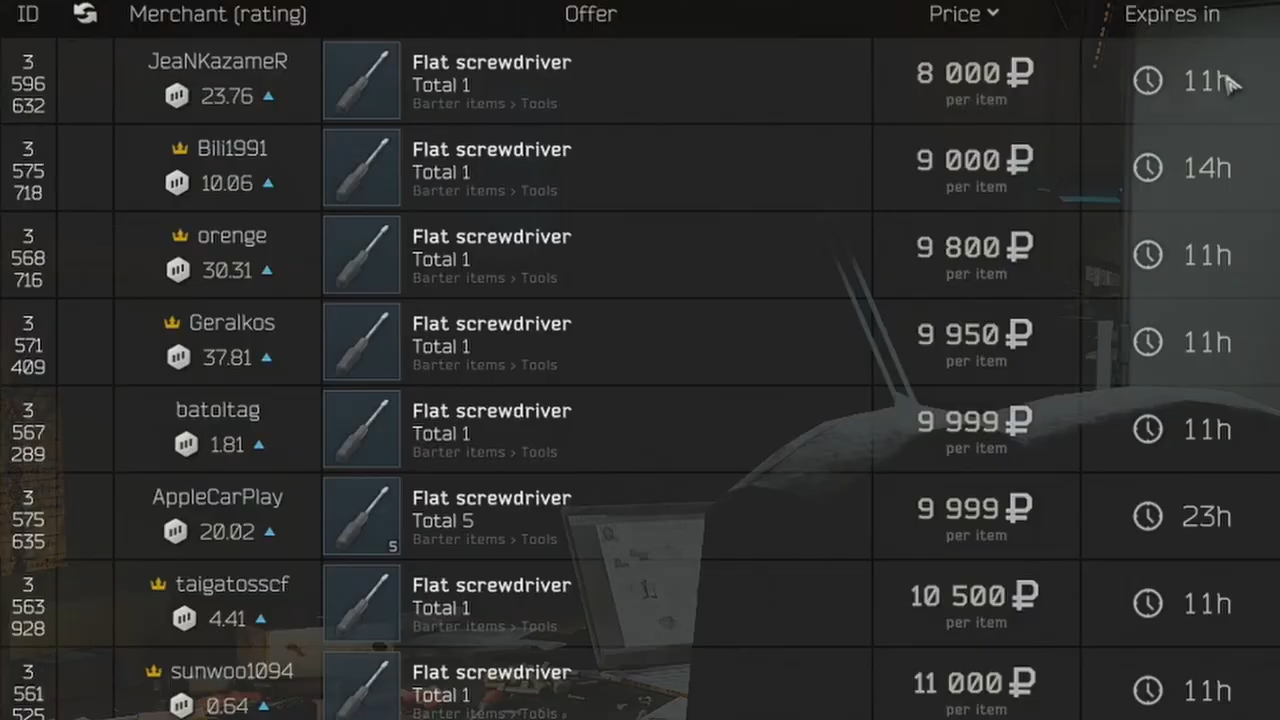 ID Merchant (rating) Offer Price Expires in
3 596 632
JeaNKazameR
23.76
Flat screwdriver
Total 1
Barter items > Tools
8 000 ₽
per item
11h
3 575 718
Bili1991
10.06
Flat screwdriver
Total 1
Barter items > Tools
9 000 ₽
per item
14h
3 568 716
orenge
30.31
Flat screwdriver
Total 1
Barter items > Tools
9 800 ₽
per item
11h
3 571 409
Geralkos
37.81
Flat screwdriver
Total 1
Barter items > Tools
9 950 ₽
per item
11h
3 567 289
batoltag
1.81
Flat screwdriver
Total 1
Barter items > Tools
9 999 ₽
per item
11h
3 575 635
AppleCarPlay
20.02
5
Flat screwdriver
Total 5
Barter items > Tools
9 999 ₽
per item
23h
3 563 928
taigatosscf
4.41
Flat screwdriver
Total 1
Barter items > Tools
10 500 ₽
per item
11h
3 561 525
sunwoo1094
0.64
Flat screwdriver
Total 1
Barter items > Tools
11 000 ₽
per item
11h